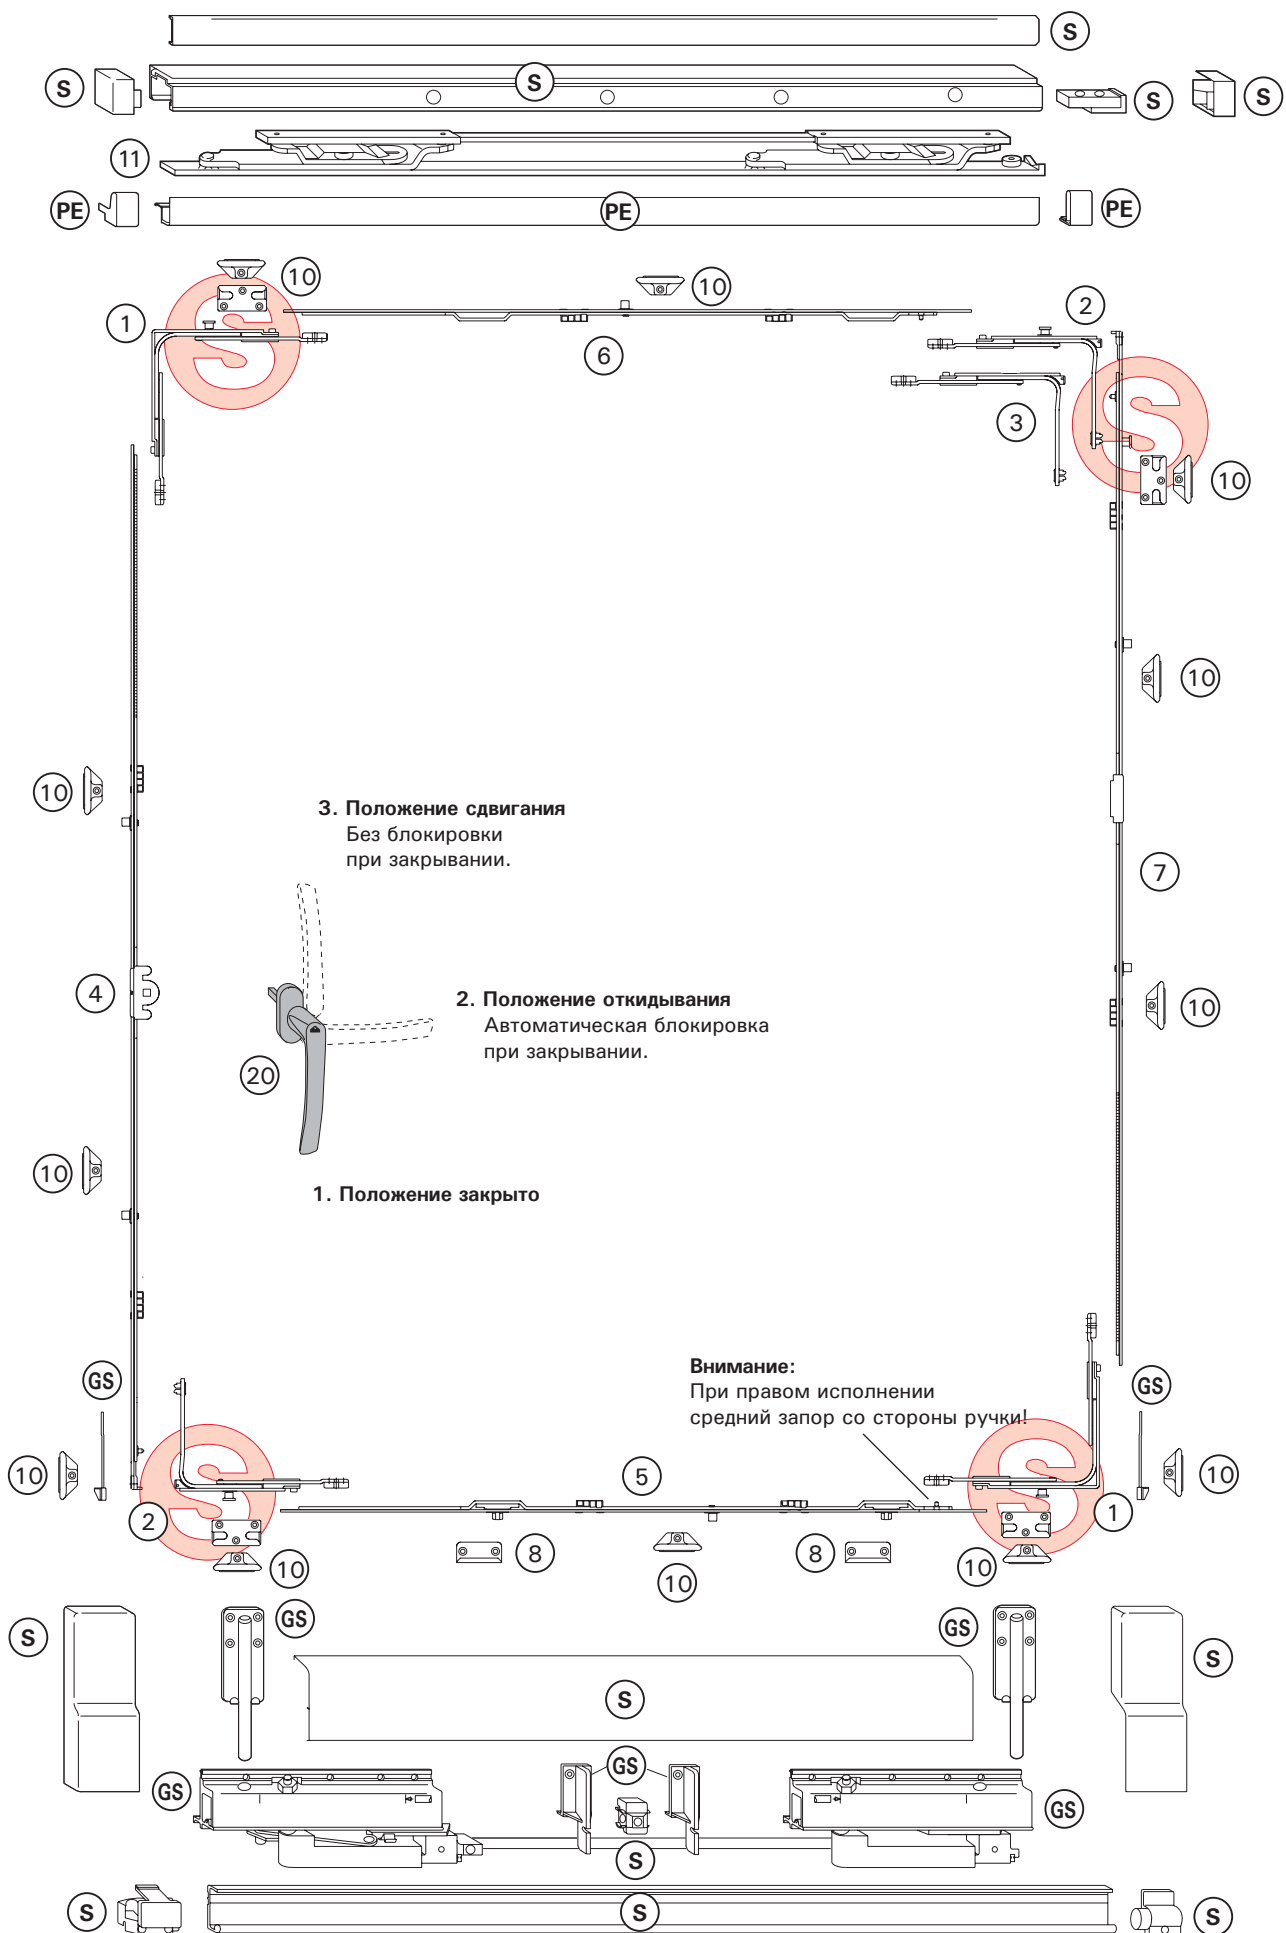 S
S
S
S
S
11
PE
PE
PE
10
10
1
2
6
3
10
10
10
3. Положение сдвигания
Без блокировки
при закрывании.
7
4
2. Положение откидывания
Автоматическая блокировка
при закрывании.
10
20
10
1. Положение закрыто
GS
Внимание:
При правом исполнении
средний запор со стороны ручки!
GS
10
5
10
2
1
8
8
10
10
10
S
GS
GS
S
S
GS
GS
GS
S
S
S
S